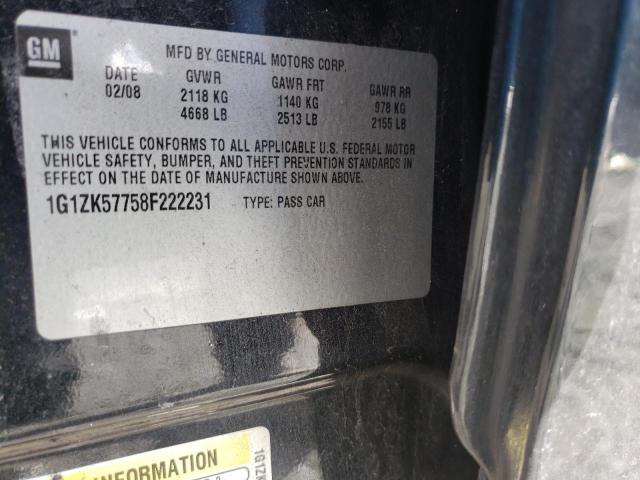 GM
MFD BY GENERAL MOTORS CORP.
DATE GVWR GAWR FRT GAWR RR
02/08 2118 KG 1140 KG 978 KG
4668 LB 2513 LB 2155 LB
THIS VEHICLE CONFORMS TO ALL APPLICABLE U.S. FEDERAL MOTOR
VEHICLE SAFETY, BUMPER, AND THEFT PREVENTION STANDARDS IN
EFFECT ON THE DATE OF MANUFACTURE SHOWN ABOVE.
1G1ZK57758F222231 TYPE: PASS CAR
INFORMATION
1G1ZK